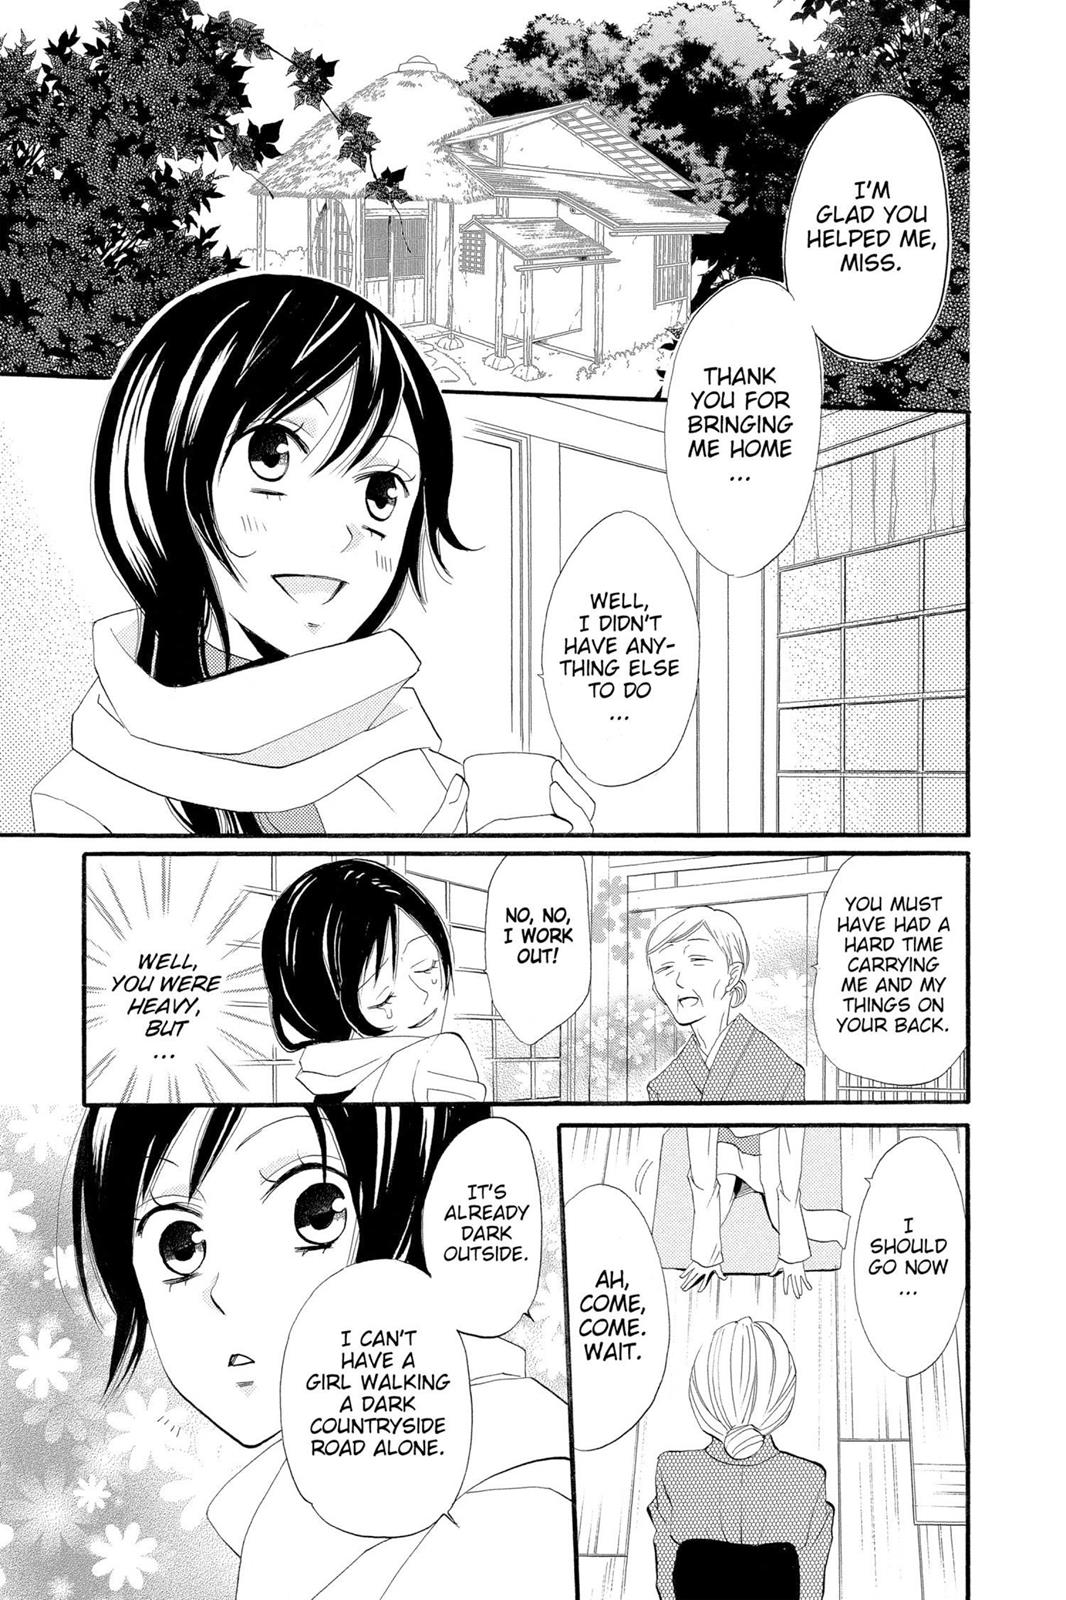 I'M
GLAD YOU
HELPED ME,
MISS.
THANK
YOU FOR
BRINGING
ME HOME
...
WELL,
I DIDN'T
HAVE ANY-
THING ELSE
TO DO
...
YOU MUST
HAVE HAD A
HARD TIME
CARRYING
ME AND MY
THINGS ON
YOUR BACK.
NO, NO,
I WORK
OUT!
WELL,
YOU WERE
HEAVY,
BUT
...
I
SHOULD
GO NOW
...
AH,
COME,
COME.
WAIT.
IT'S
ALREADY
DARK
OUTSIDE.
I CAN'T
HAVE A
GIRL WALKING
A DARK
COUNTRYSIDE
ROAD ALONE.